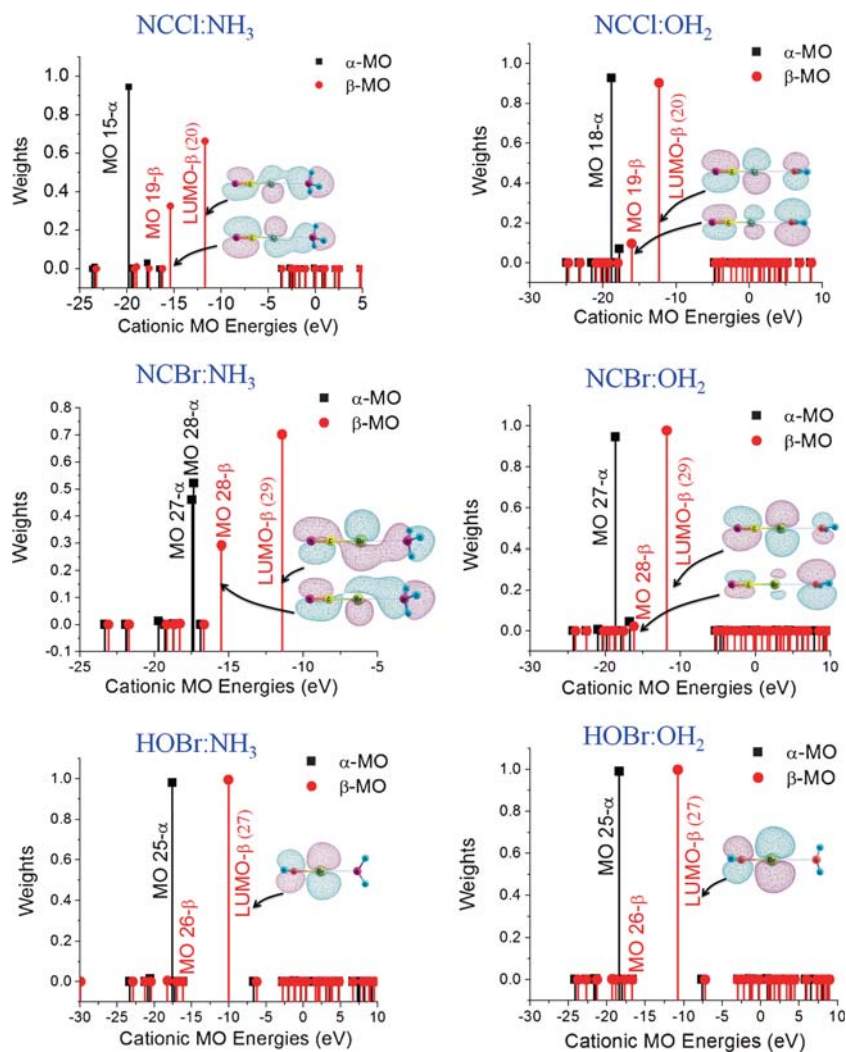 NCCl:NH₃
α-MO
β-MO
1.0
0.8
0.6
0.4
0.2
0.0
Weights
MO 15-α
MO 19-β
LUMO-β (20)
-25 -20 -15 -10 -5 0 5
Cationic MO Energies (eV)
NCCl:OH₂
α-MO
β-MO
1.0
0.8
0.6
0.4
0.2
0.0
Weights
MO 18-α
MO 19-β
LUMO-β (20)
-30 -20 -10 0 10
Cationic MO Energies (eV)
NCBr:NH₃
α-MO
β-MO
0.8
0.7
0.6
0.5
0.4
0.3
0.2
0.1
0.0
-0.1
Weights
MO 27-α
MO 28-α
MO 28-β
LUMO-β (29)
-25 -20 -15 -10 -5
Cationic MO Energies (eV)
NCBr:OH₂
α-MO
β-MO
1.0
0.8
0.6
0.4
0.2
0.0
Weights
MO 27-α
MO 28-β
LUMO-β (29)
-30 -20 -10 0 10
Cationic MO Energies (eV)
HOBr:NH₃
α-MO
β-MO
1.0
0.8
0.6
0.4
0.2
0.0
Weights
MO 25-α
MO 26-β
LUMO-β (27)
-30 -25 -20 -15 -10 -5 0 5 10
Cationic MO Energies (eV)
HOBr:OH₂
α-MO
β-MO
1.0
0.8
0.6
0.4
0.2
0.0
Weights
MO 25-α
MO 26-β
LUMO-β (27)
-30 -25 -20 -15 -10 -5 0 5 10
Cationic MO Energies (eV)